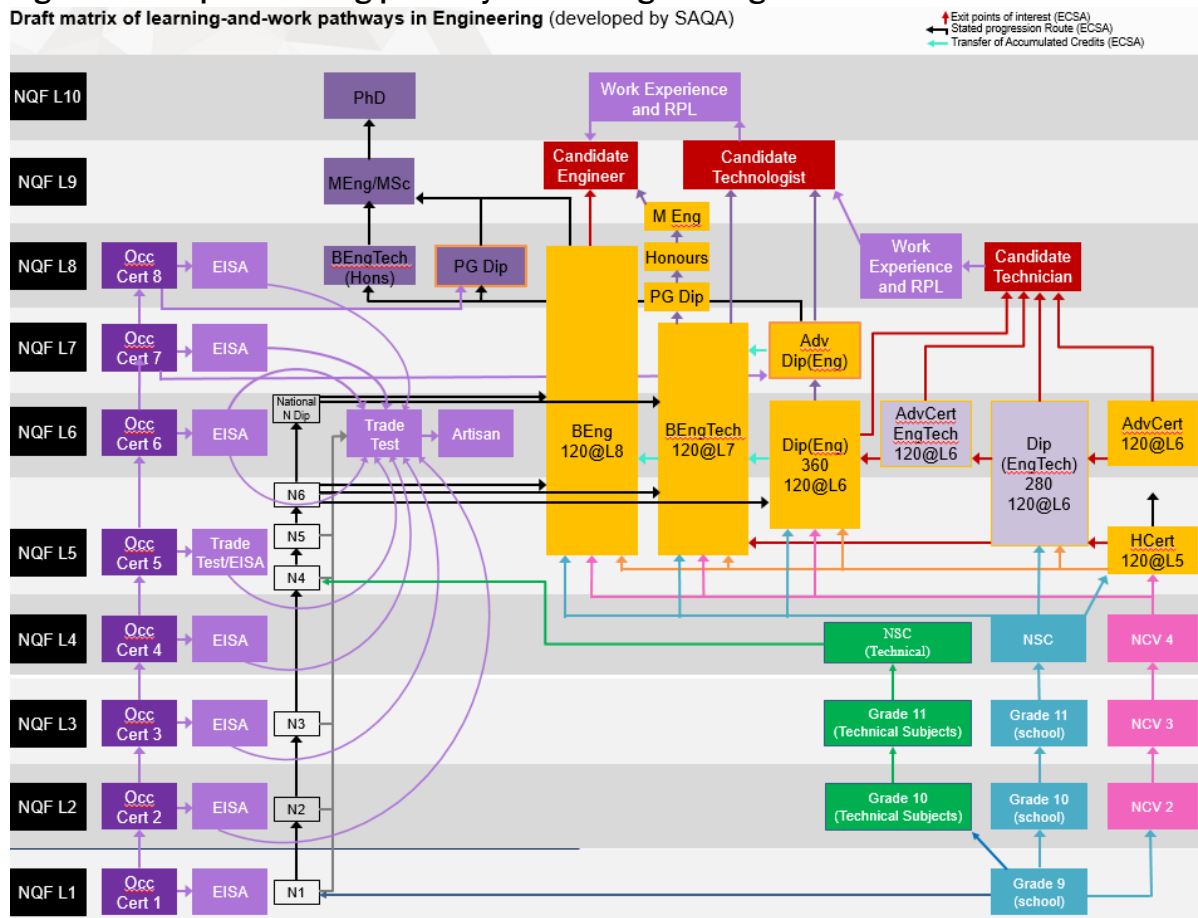 Draft matrix of learning-and-work pathways in Engineering (developed by SAQA)
Exit points of interest (ECSA)
Stated progression Route (ECSA)
Transfer of Accumulated Credits (ECSA)
NQF L10
PhD
Work Experience
and RPL
NQF L9
MEng/MSc
Candidate
Engineer
Candidate
Technologist
M Eng
NQF L8
Occ
Cert 8
EISA
BEngTech
(Hons)
PG Dip
Honours
PG Dip
Work
Experience
and RPL
Candidate
Technician
NQF L7
Occ
Cert 7
EISA
Adv
Dip(Eng)
NQF L6
Occ
Cert 6
EISA
National
N Dip
Trade
Test
Artisan
BEng
120@L8
BEngTech
120@L7
Dip(Eng)
360
120@L6
AdvCert
EngTech
120@L6
Dip
(EngTech)
280
120@L6
AdvCert
120@L6
N6
NQF L5
Occ
Cert 5
Trade
Test/EISA
N5
N4
HCert
120@L5
NQF L4
Occ
Cert 4
EISA
NSC
(Technical)
NSC
NCV 4
NQF L3
Occ
Cert 3
EISA
N3
Grade 11
(Technical Subjects)
Grade 11
(school)
NCV 3
NQF L2
Occ
Cert 2
EISA
N2
Grade 10
(Technical Subjects)
Grade 10
(school)
NCV 2
NQF L1
Occ
Cert 1
EISA
N1
Grade 9
(school)